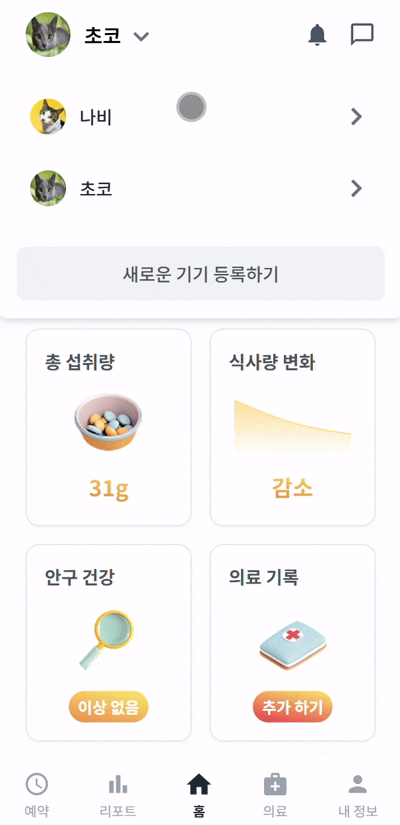 초코
나비
초코
새로운 기기 등록하기
총 섭취량
식사량 변화
31g
감소
안구 건강
의료 기록
이상 없음
추가 하기
예약
리포트
홈
의료
내 정보